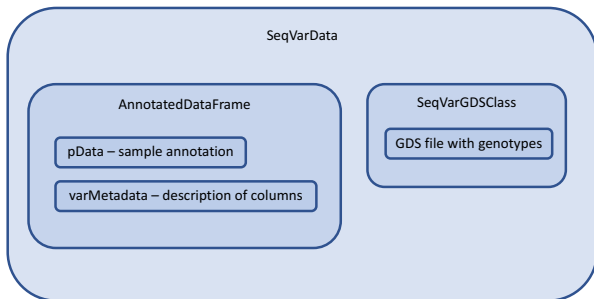 SeqVarData
AnnotatedDataFrame
pData – sample annotation
varMetadata – description of columns
SeqVarGDSClass
GDS file with genotypes